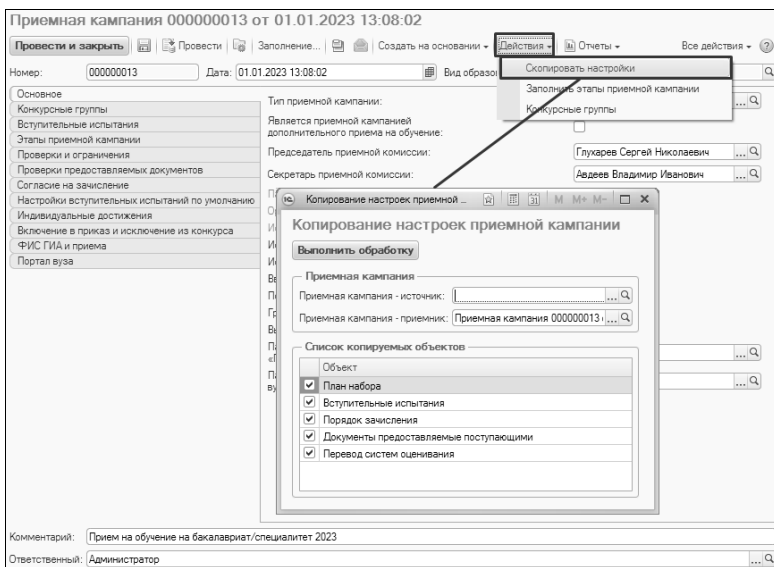 Приемная кампания 000000013 от 01.01.2023 13:08:02
Провести и закрыть Провести Заполнение... Создать на основании Действия Отчеты Все действия ?
Номер: 000000013 Дата: 01.01.2023 13:08:02 Вид образо
Скопировать настройки
Заполнить этапы приемной кампании
Конкурсные группы
Основное
Конкурсные группы
Вступительные испытания
Этапы приемной кампании
Проверки и ограничения
Проверки предоставляемых документов
Согласие на зачисление
Настройки вступительных испытаний по умолчанию
Индивидуальные достижения
Включение в приказ и исключение из конкурса
ФИС ГИА и приема
Портал вуза
Тип приемной кампании: ...
Является приемной кампанией
дополнительного приема на обучение:
Председатель приемной комиссии: Глухарев Сергей Николаевич ...
Секретарь приемной комиссии: Авдеев Владимир Иванович ...
Копирование настроек приемной ... M M+ M-
Копирование настроек приемной кампании
Выполнить обработку
Приемная кампания
Приемная кампания - источник: ...
Приемная кампания - приемник: Приемная кампания 000000013 ...
Список копируемых объектов
Объект
План набора
Вступительные испытания
Порядок зачисления
Документы предоставляемые поступающими
Перевод систем оценивания
Комментарий: Прием на обучение на бакалавриат/специалитет 2023
Ответственный: Администратор ...